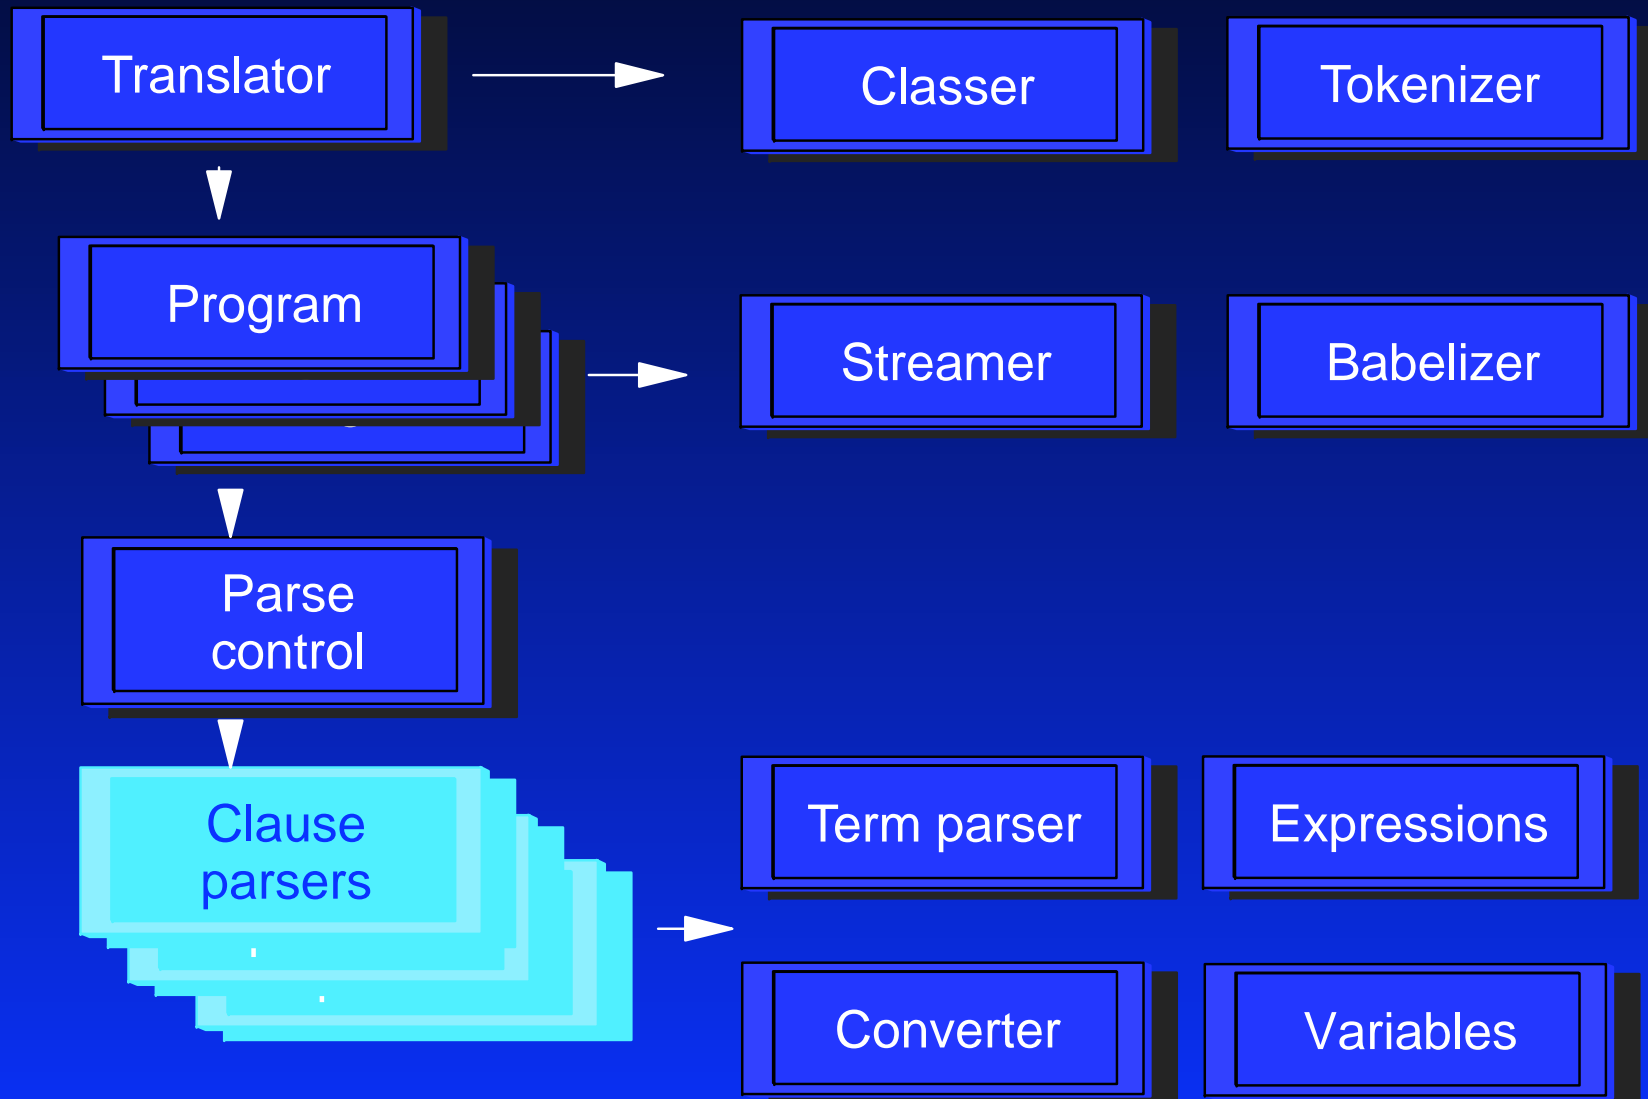 Translator
Classer
Tokenizer
Program
Streamer
Babelizer
Parse
control
Clause
parsers
Term parser
Expressions
Converter
Variables